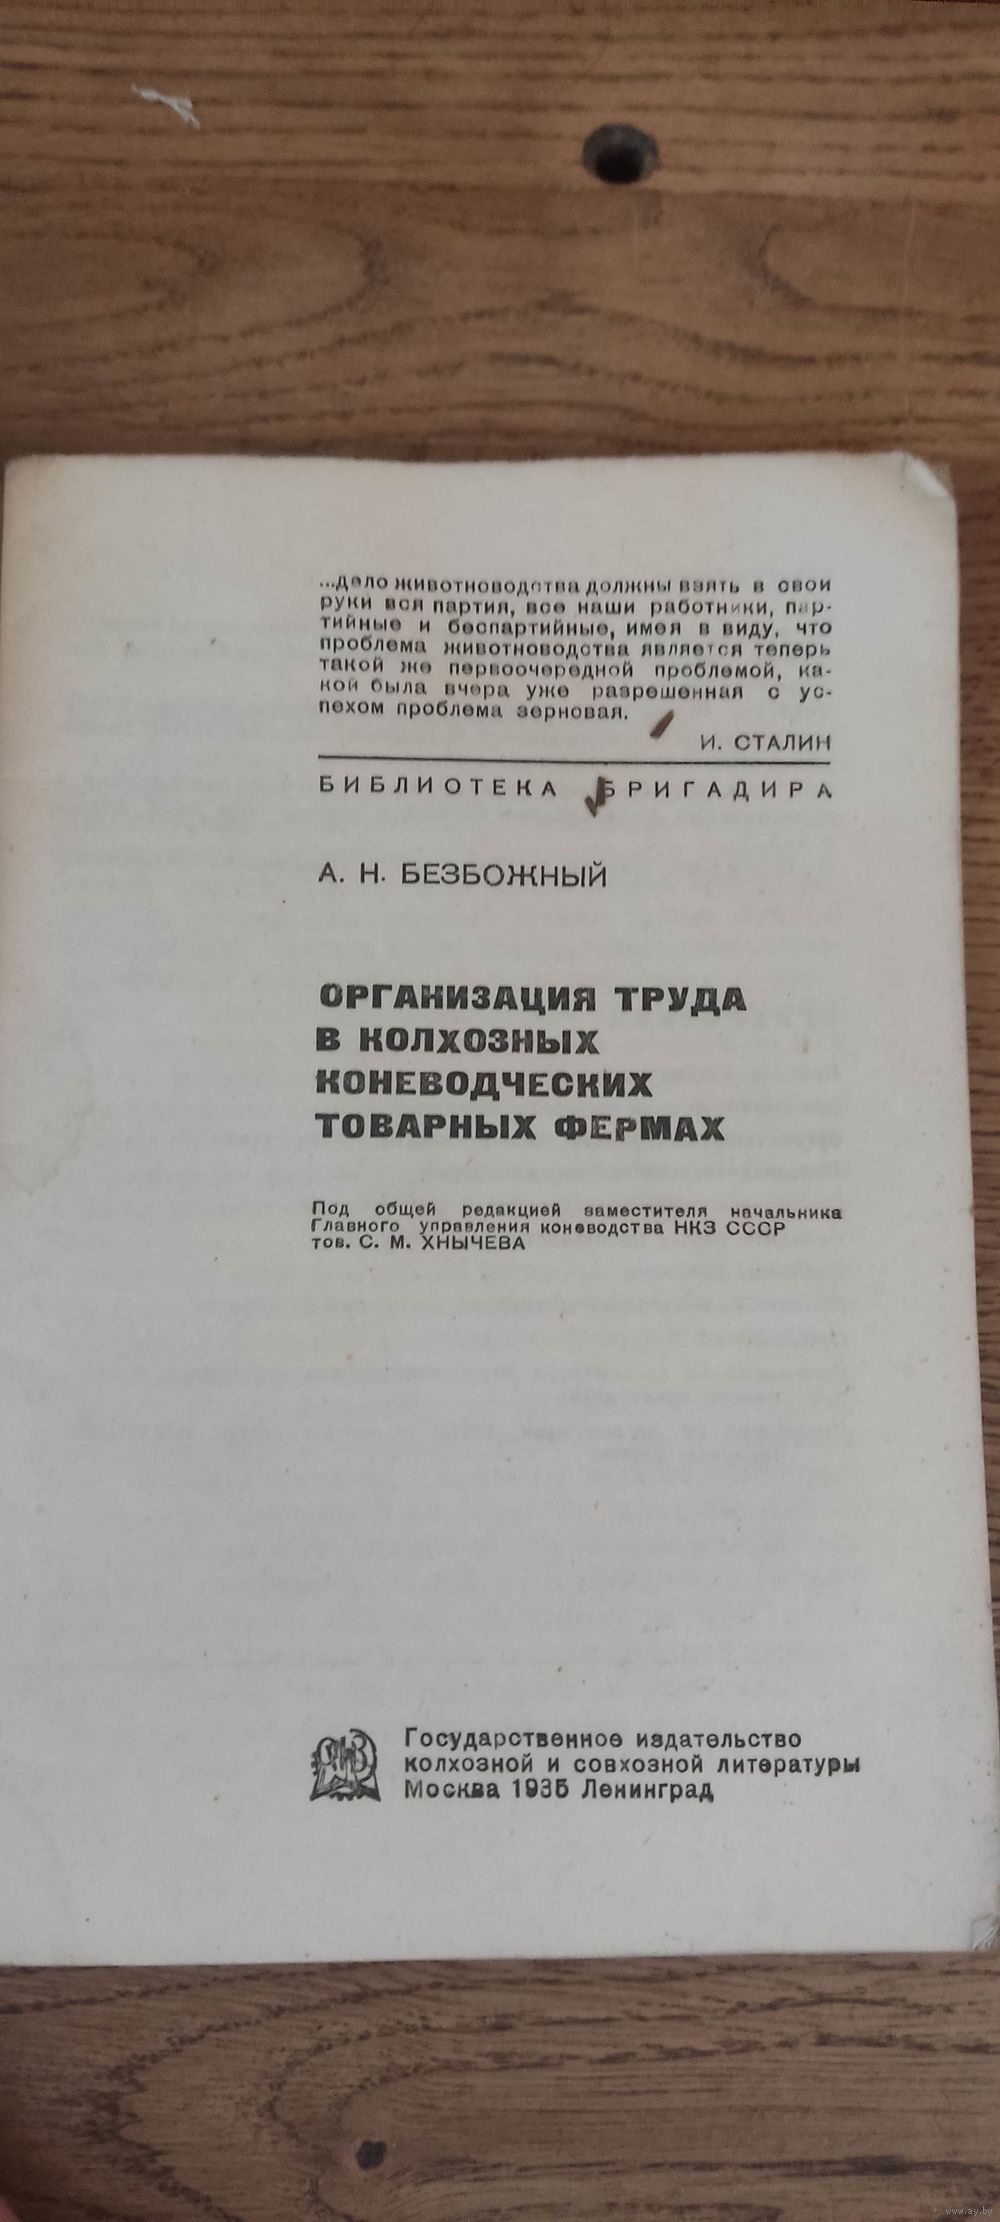 ...дело животноводства должны взять в свои
руки вся партия, все наши работники, пар-
тийные и беспартийные, имея в виду, что
проблема животноводства является теперь
такой же первоочередной проблемой, ка-
кой была вчера уже разрешенная с ус-
пехом проблема зерновая.
И. СТАЛИН
БИБЛИОТЕКА БРИГАДИРА
А. Н. БЕЗБОЖНЫЙ
ОРГАНИЗАЦИЯ ТРУДА
В КОЛХОЗНЫХ
КОНЕВОДЧЕСКИХ
ТОВАРНЫХ ФЕРМАХ
Под общей редакцией заместителя начальника
Главного управления коневодства НКЗ СССР
тов. С. М. ХНЫЧЕВА
Государственное издательство
колхозной и совхозной литературы
Москва 1935 Ленинград
www.ay.by